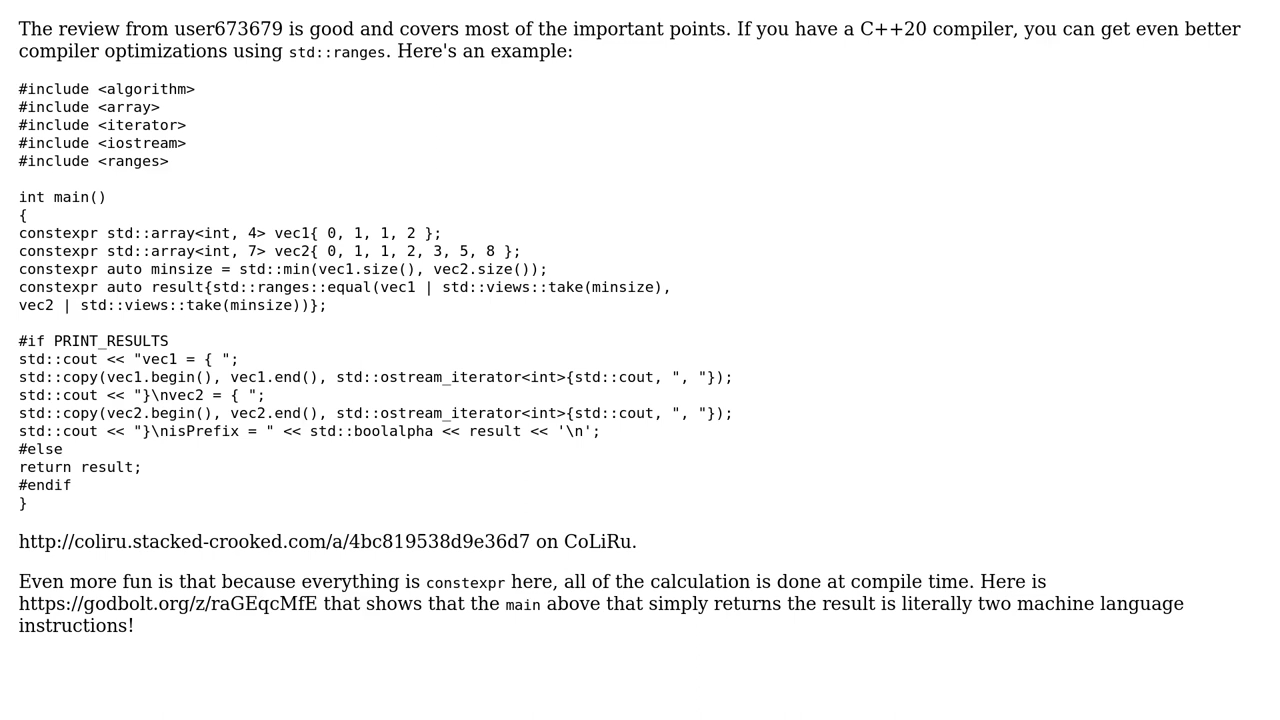 The review from user673679 is good and covers most of the important points. If you have a C++20 compiler, you can get even better
compiler optimizations using std::ranges. Here's an example:
#include <algorithm>
#include <array>
#include <iterator>
#include <iostream>
#include <ranges>
int main()
{
constexpr std::array<int, 4> vec1{ 0, 1, 1, 2 };
constexpr std::array<int, 7> vec2{ 0, 1, 1, 2, 3, 5, 8 };
constexpr auto minsize = std::min(vec1.size(), vec2.size());
constexpr auto result{std::ranges::equal(vec1 | std::views::take(minsize),
vec2 | std::views::take(minsize))};
#if PRINT_RESULTS
std::cout << "vec1 = { ";
std::copy(vec1.begin(), vec1.end(), std::ostream_iterator<int>{std::cout, ", "});
std::cout << "}\nvec2 = { ";
std::copy(vec2.begin(), vec2.end(), std::ostream_iterator<int>{std::cout, ", "});
std::cout << "}\nisPrefix = " << std::boolalpha << result << '\n';
#else
return result;
#endif
}
http://coliru.stacked-crooked.com/a/4bc819538d9e36d7 on CoLiRu.
Even more fun is that because everything is constexpr here, all of the calculation is done at compile time. Here is
https://godbolt.org/z/raGEqcMfE that shows that the main above that simply returns the result is literally two machine language
instructions!